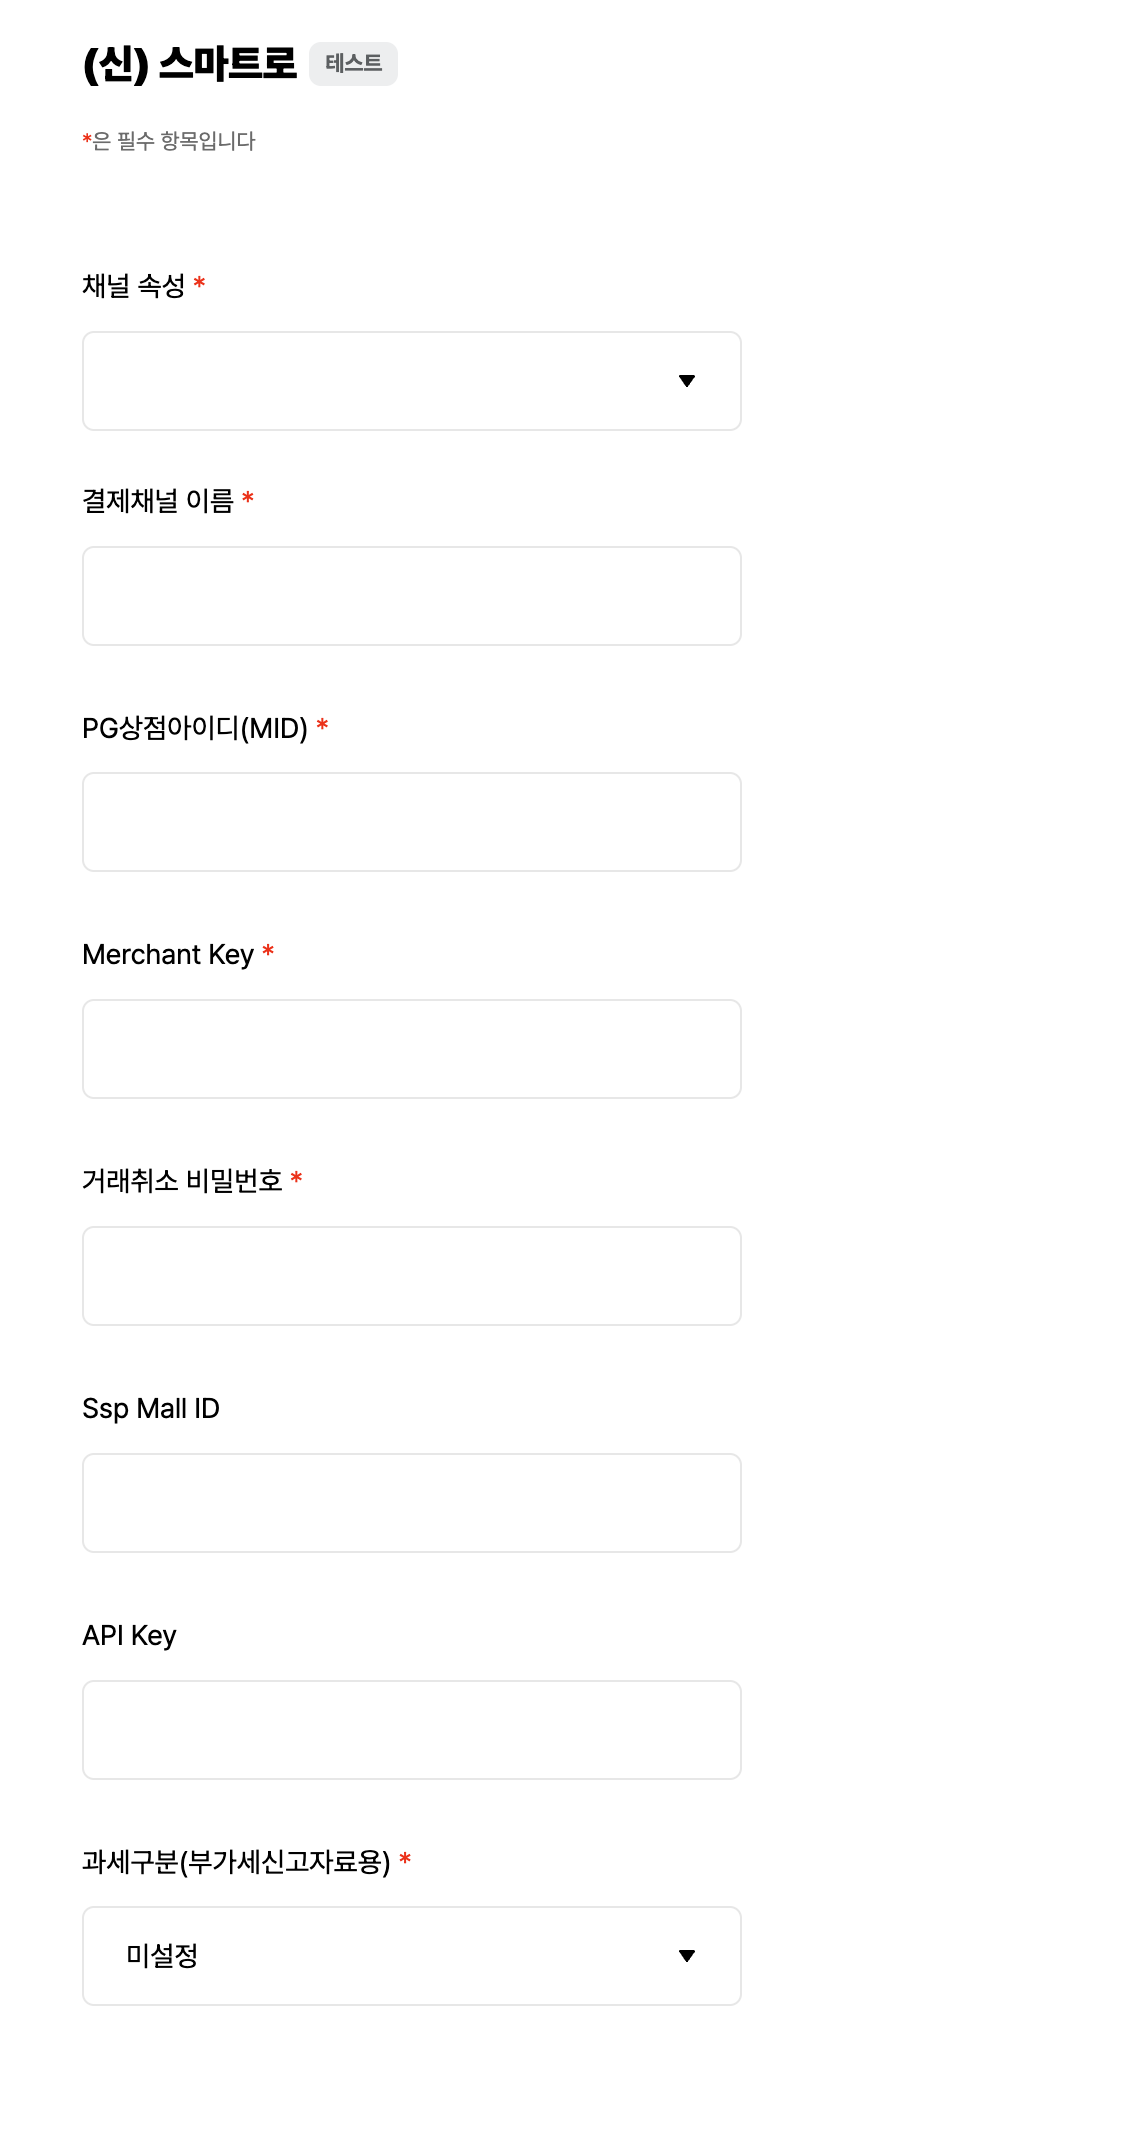 (신) 스마트로 테스트
*은 필수 항목입니다
채널 속성 *
결제채널 이름 *
PG상점아이디(MID) *
Merchant Key *
거래취소 비밀번호 *
Ssp Mall ID
API Key
과세구분(부가세신고자료용) *
미설정